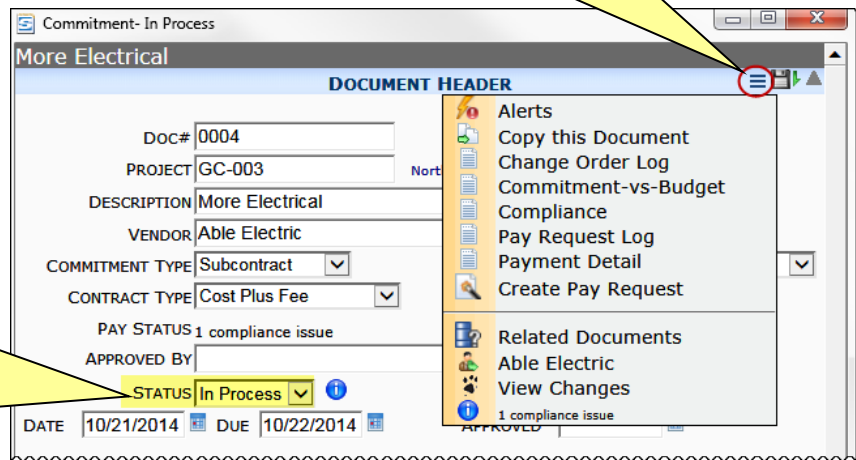 Commitment- In Process
More Electrical
DOCUMENT HEADER
DOC# 0004
PROJECT GC-003
DESCRIPTION More Electrical
VENDOR Able Electric
COMMITMENT TYPE Subcontract
CONTRACT TYPE Cost Plus Fee
PAY STATUS 1 compliance issue
APPROVED BY
STATUS In Process
DATE 10/21/2014 DUE 10/22/2014
Alerts
Copy this Document
Change Order Log
Commitment-vs-Budget
Compliance
Pay Request Log
Payment Detail
Create Pay Request
Related Documents
Able Electric
View Changes
1 compliance issue